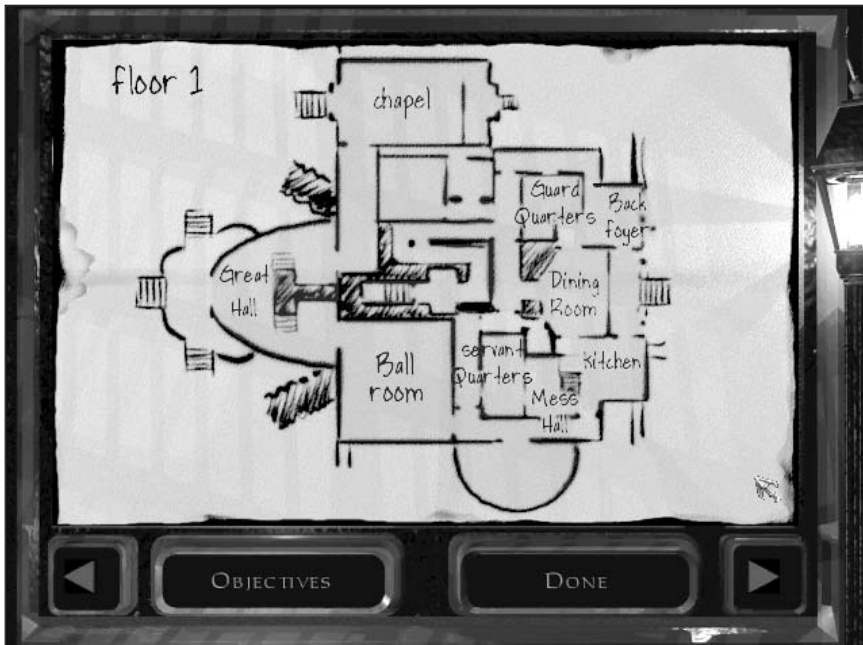 floor 1
chapel
Guard
Quarters
Back
foyer
Great
Hall
Dining
Room
servant
Quarters
Kitchen
Ball
room
Mess
Hall
OBJECTIVES
DONE